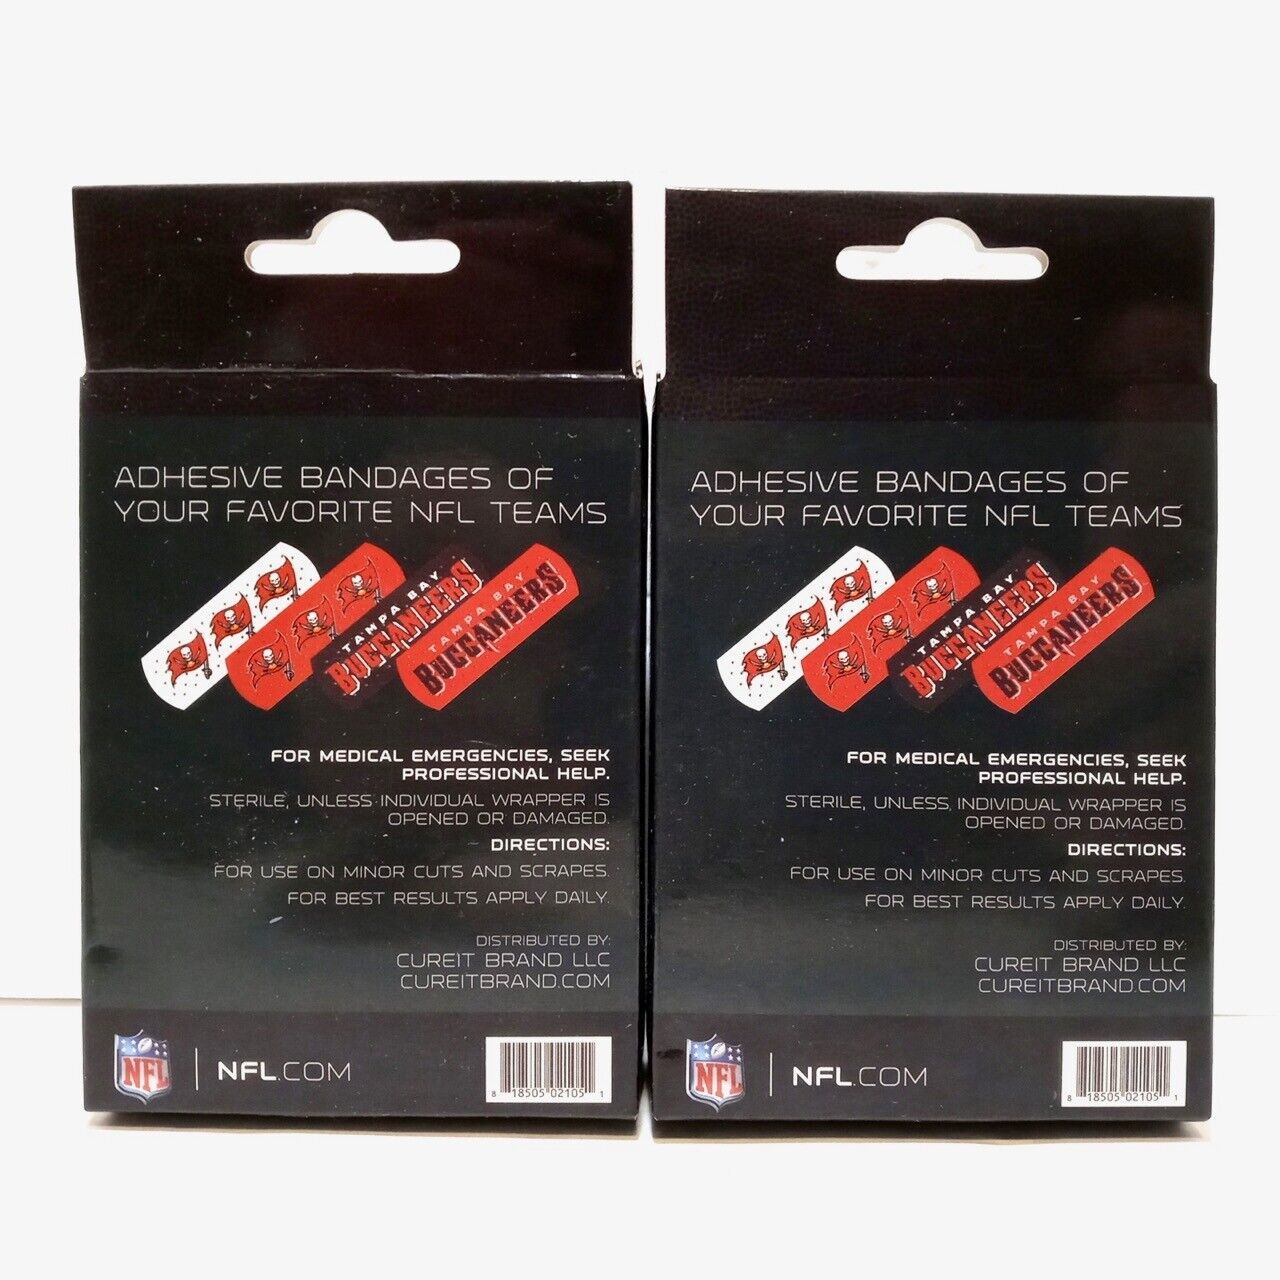 ADHESIVE BANDAGES OF
YOUR FAVORITE NFL TEAMS
TAMPA BAY
BUCCANEERS
TAMPA BAY
BUCCANEERS
FOR MEDICAL EMERGENCIES, SEEK
PROFESSIONAL HELP.
STERILE, UNLESS INDIVIDUAL WRAPPER IS
OPENED OR DAMAGED.
DIRECTIONS:
FOR USE ON MINOR CUTS AND SCRAPES.
FOR BEST RESULTS APPLY DAILY.
DISTRIBUTED BY:
CUREIT BRAND LLC
CUREITBRAND.COM
NFL
NFL.COM
8 18505 02105 1
ADHESIVE BANDAGES OF
YOUR FAVORITE NFL TEAMS
TAMPA BAY
BUCCANEERS
TAMPA BAY
BUCCANEERS
FOR MEDICAL EMERGENCIES, SEEK
PROFESSIONAL HELP.
STERILE, UNLESS INDIVIDUAL WRAPPER IS
OPENED OR DAMAGED.
DIRECTIONS:
FOR USE ON MINOR CUTS AND SCRAPES.
FOR BEST RESULTS APPLY DAILY.
DISTRIBUTED BY:
CUREIT BRAND LLC
CUREITBRAND.COM
NFL
NFL.COM
8 18505 02105 1